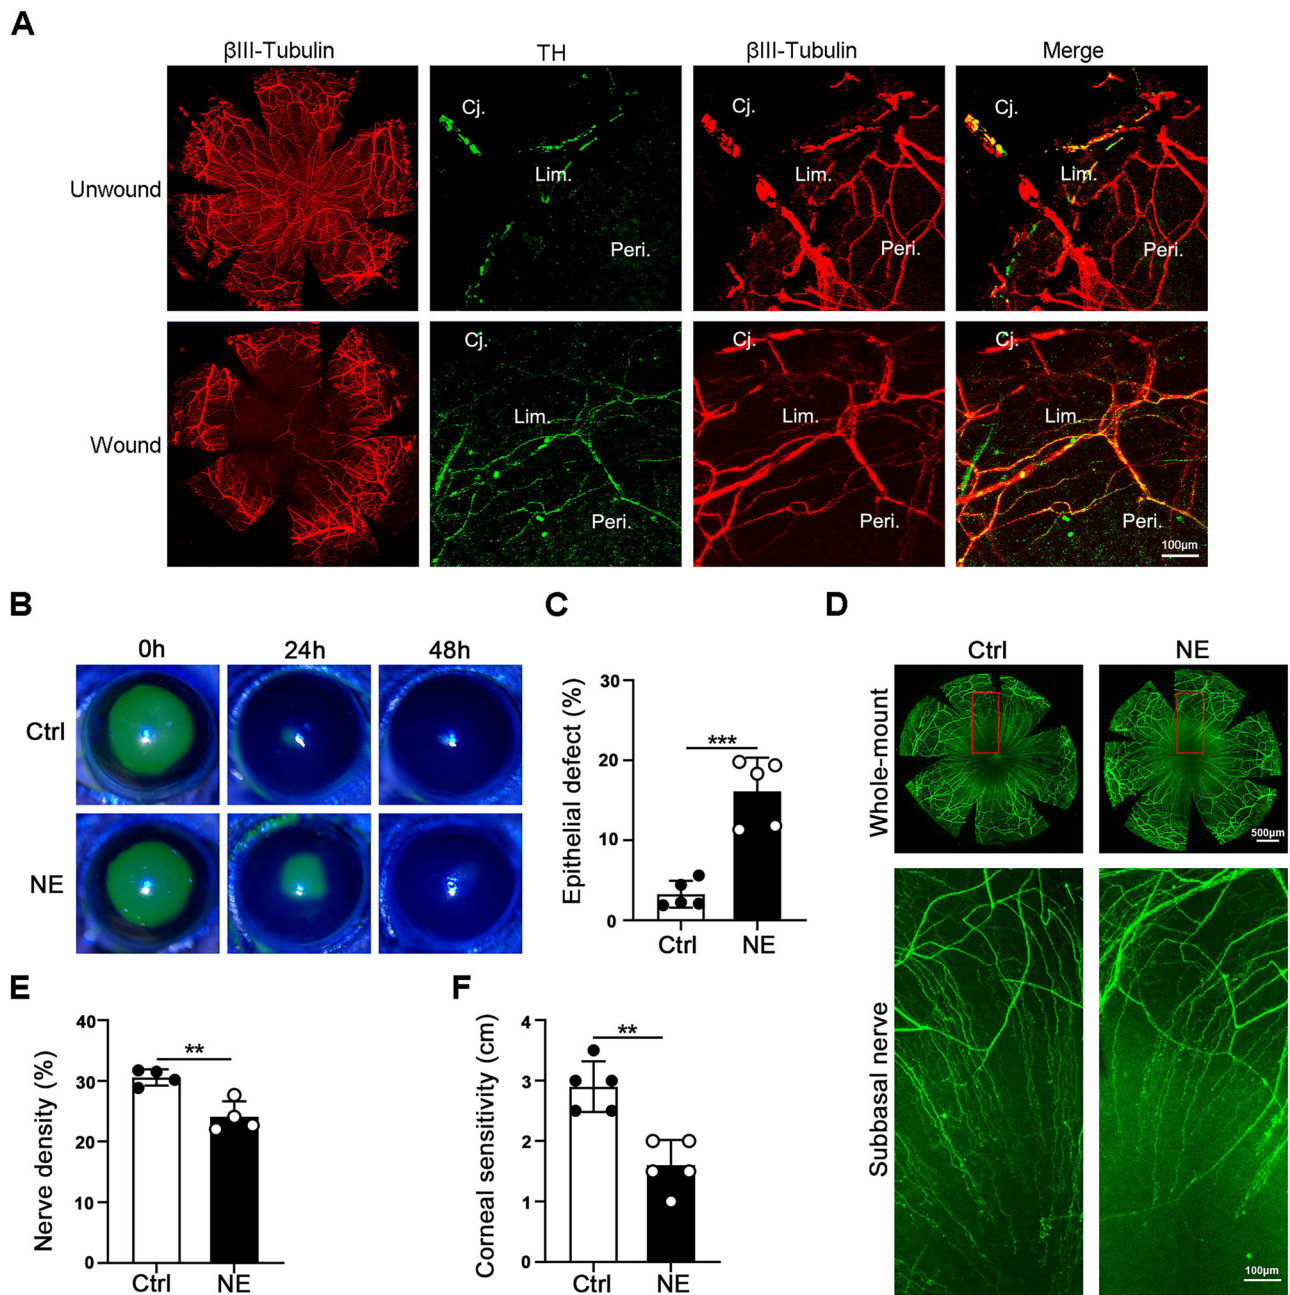 A
βIII-Tubulin TH βIII-Tubulin Merge
Unwound
Cj. Lim. Peri.
Cj. Lim. Peri.
Cj. Lim. Peri.
Wound
Cj. Lim. Peri.
Cj. Lim. Peri.
Cj. Lim. Peri.
100μm
B
0h 24h 48h
Ctrl
NE
C
Epithelial defect (%)
30
20
10
0
***
Ctrl NE
D
Ctrl NE
Whole-mount
500μm
Subbasal nerve
100μm
E
Nerve density (%)
40
30
20
10
0
**
Ctrl NE
F
Corneal sensitivity (cm)
4
3
2
1
0
**
Ctrl NE